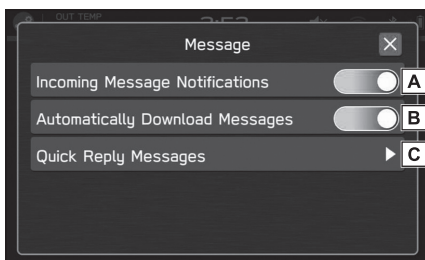 OUT TEMP
Message
Incoming Message Notifications
A
Automatically Download Messages
B
Quick Reply Messages
C